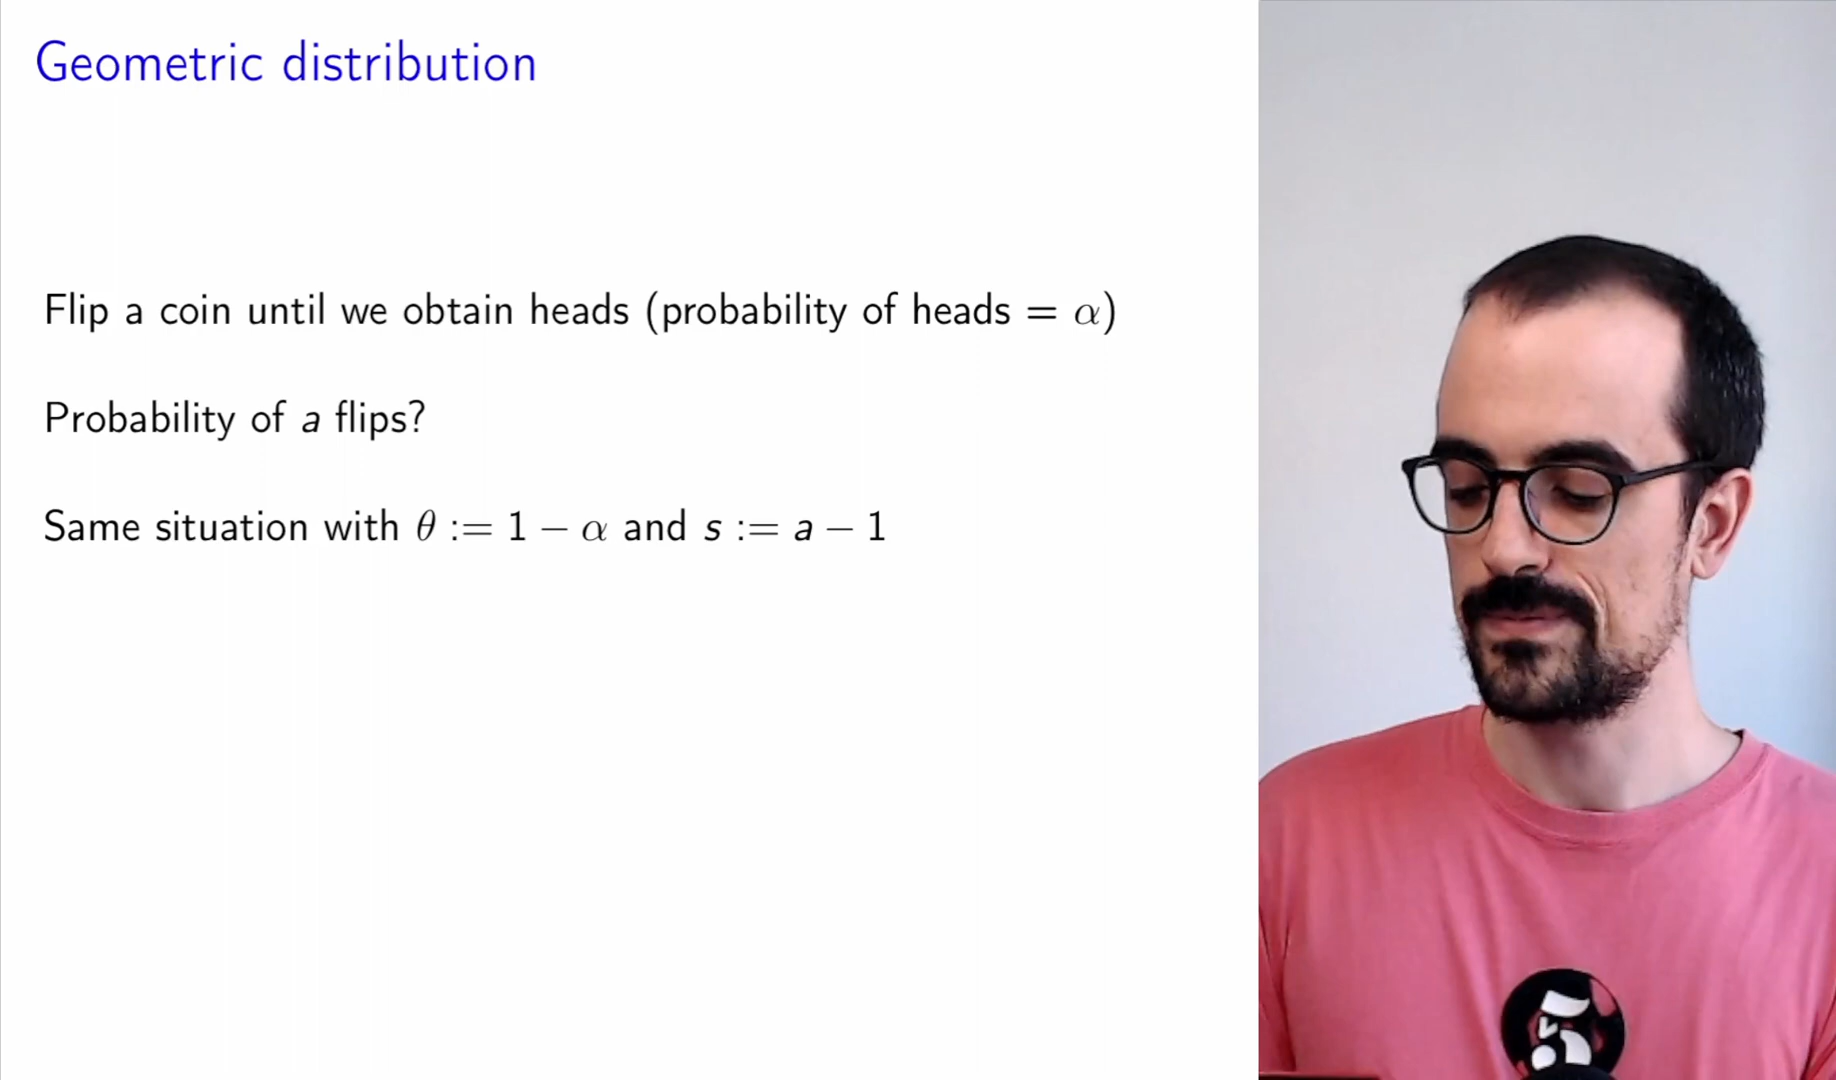 Geometric distribution
Flip a coin until we obtain heads (probability of heads = α)
Probability of a flips?
Same situation with θ := 1 − α and s := a − 1